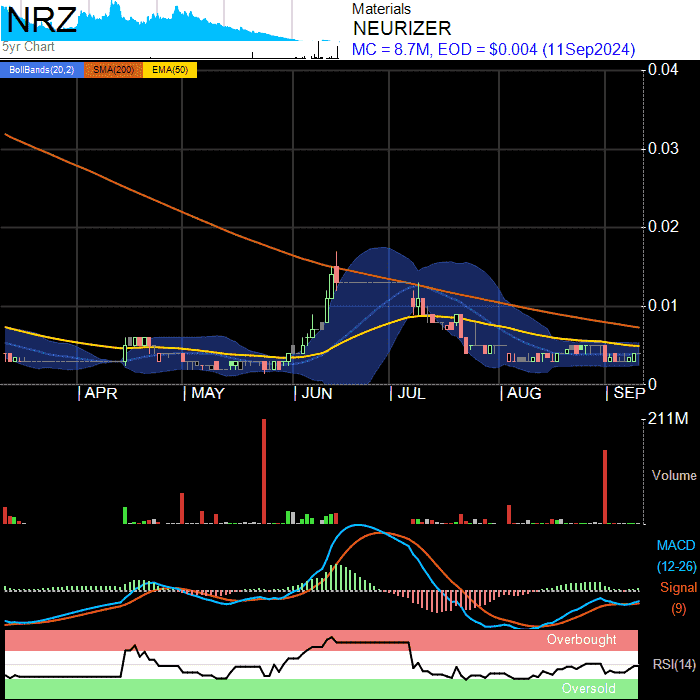 NRZ
5yr Chart
Materials
NEURIZER
MC = 8.7M, EOD = $0.004 (11Sep2024)
BollBands(20,2) SMA(200) EMA(50)
0.04
0.03
0.02
0.01
0
APR MAY JUN JUL AUG SEP
211M
Volume
MACD
(12-26)
Signal
(9)
Overbought
RSI(14)
Oversold